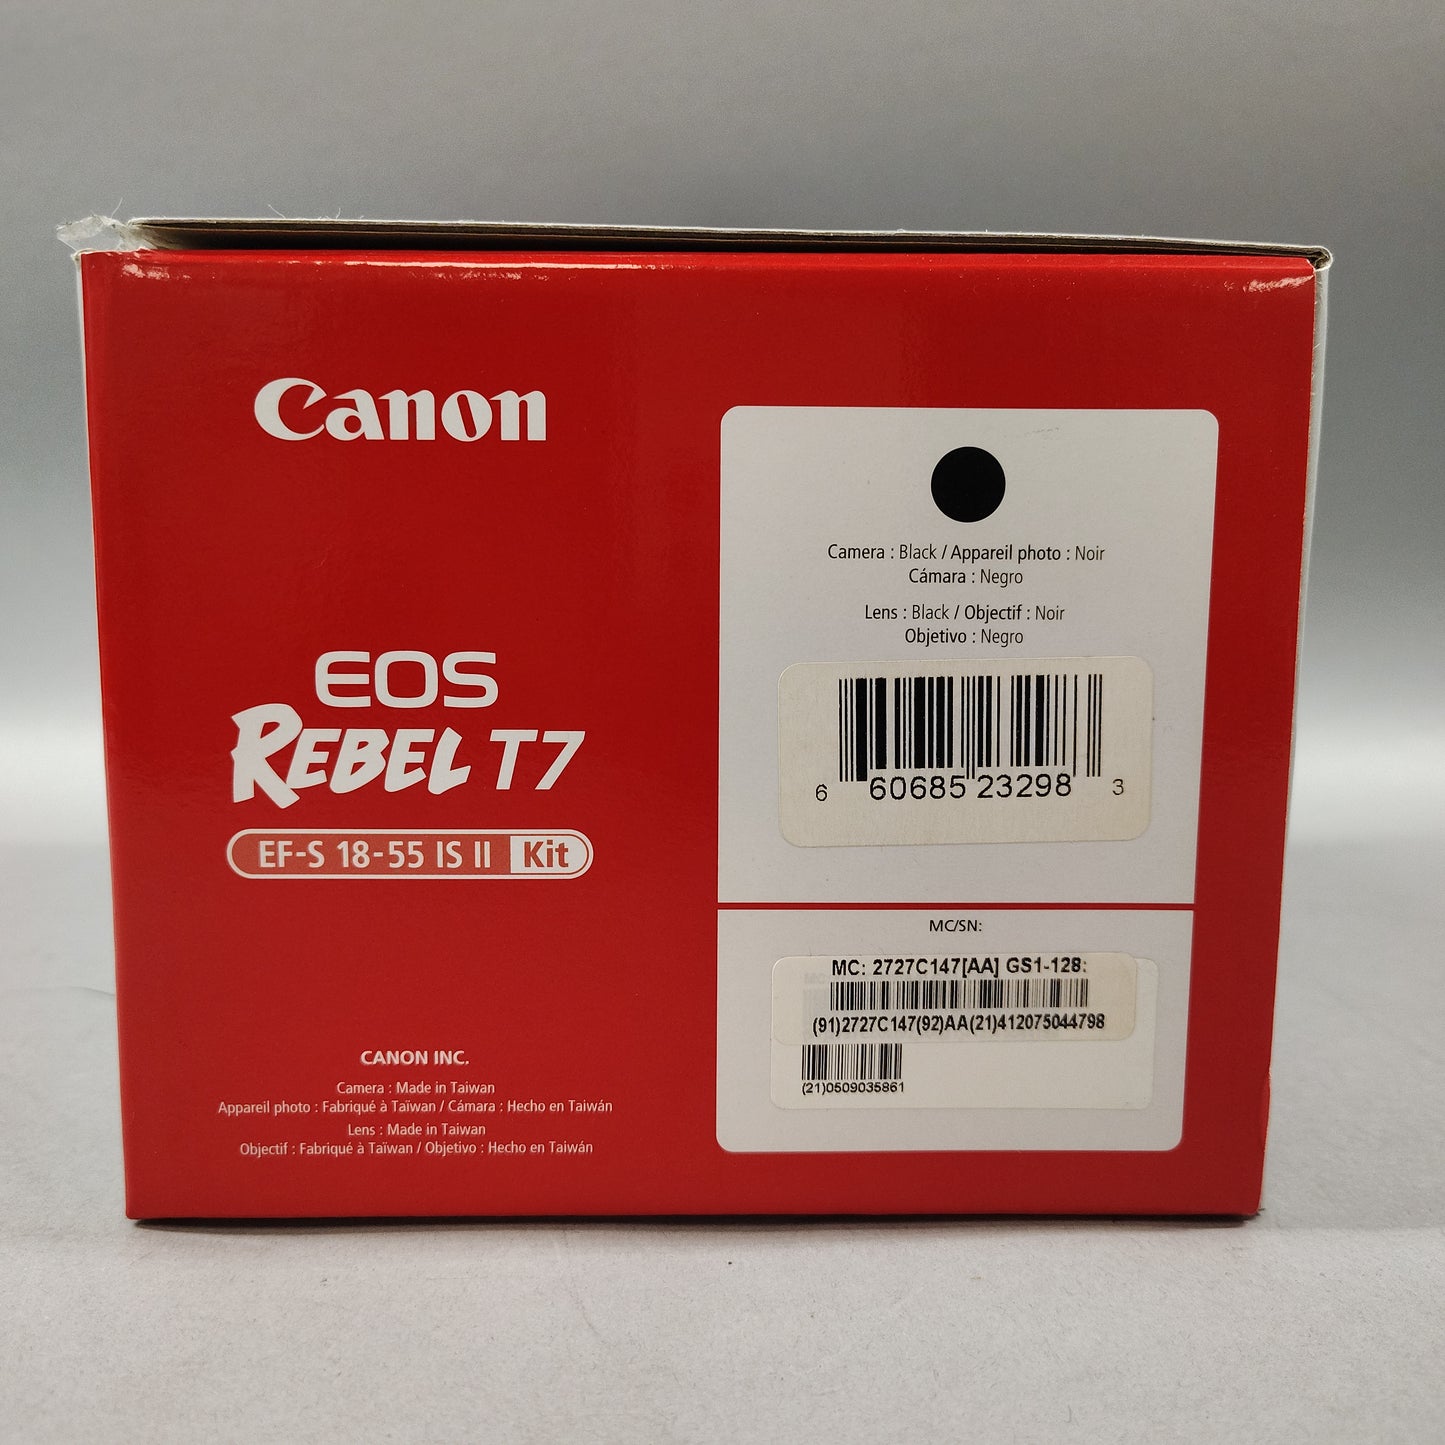 Canon
EOS
REBEL T7
EF-S 18-55 IS II Kit
CANON INC.
Camera : Made in Taiwan
Appareil photo : Fabriqué à Taïwan / Cámara : Hecho en Taiwán
Lens : Made in Taiwan
Objectif : Fabriqué à Taïwan / Objetivo : Hecho en Taiwán
Camera : Black / Appareil photo : Noir
Cámara : Negro
Lens : Black / Objectif : Noir
Objetivo : Negro
6 60685 23298 3
MC/SN:
MC: 2727C147[AA] GS1-128:
(91)2727C147(92)AA(21)412075044798
(21)0509035861